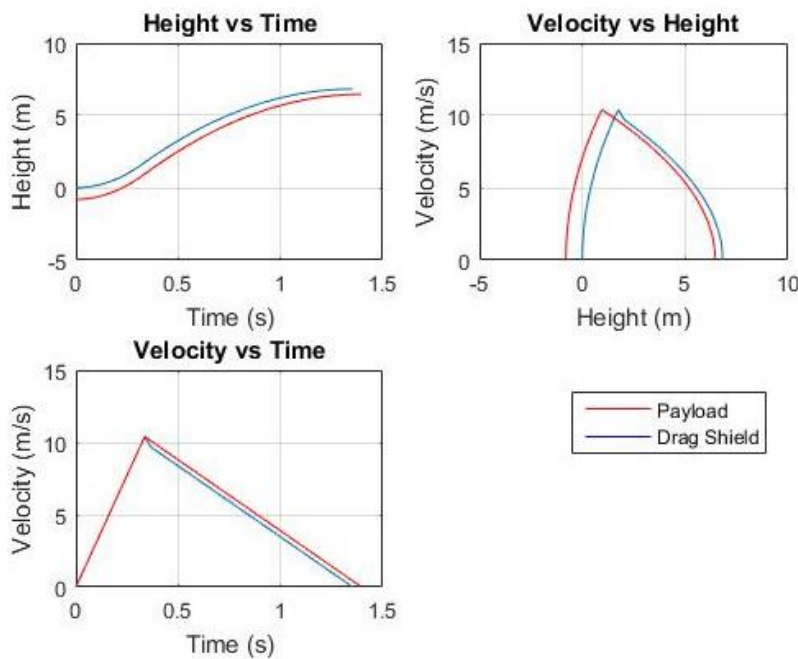 Height vs Time
10
5
0
-5
0
0.5
1
1.5
Height (m)
Time (s)
Velocity vs Height
15
10
5
0
-5
0
5
10
Velocity (m/s)
Height (m)
Velocity vs Time
15
10
5
0
0
0.5
1
1.5
Velocity (m/s)
Time (s)
Payload
Drag Shield